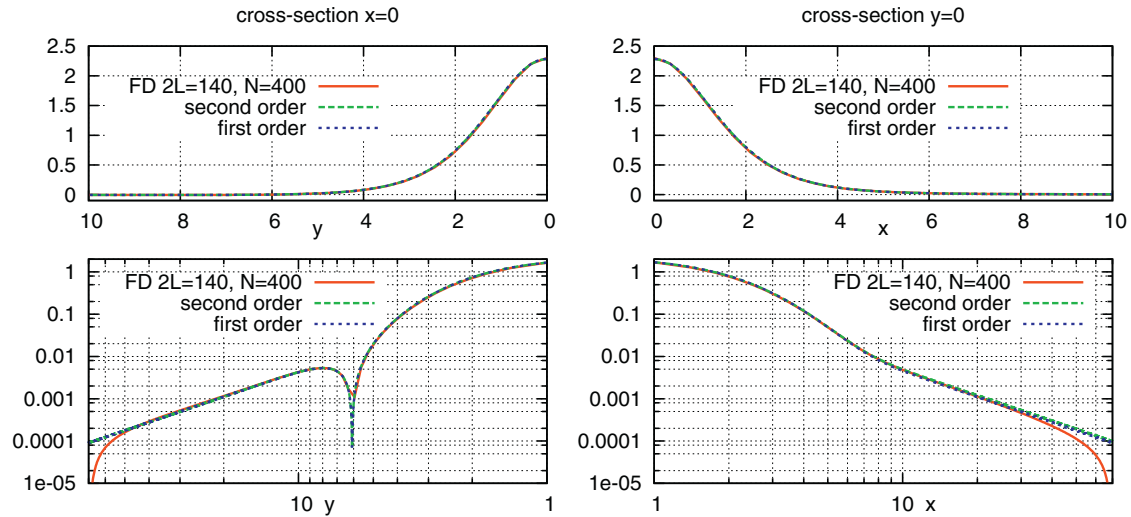 cross-section x=0
2.5
2
1.5
1
0.5
0
FD 2L=140, N=400
second order
first order
10 8 6 4 2 0
y
cross-section y=0
2.5
2
1.5
1
0.5
0
FD 2L=140, N=400
second order
first order
0 2 4 6 8 10
x
1
0.1
0.01
0.001
0.0001
1e-05
FD 2L=140, N=400
second order
first order
10 y 1
1
0.1
0.01
0.001
0.0001
1e-05
FD 2L=140, N=400
second order
first order
1 10 x